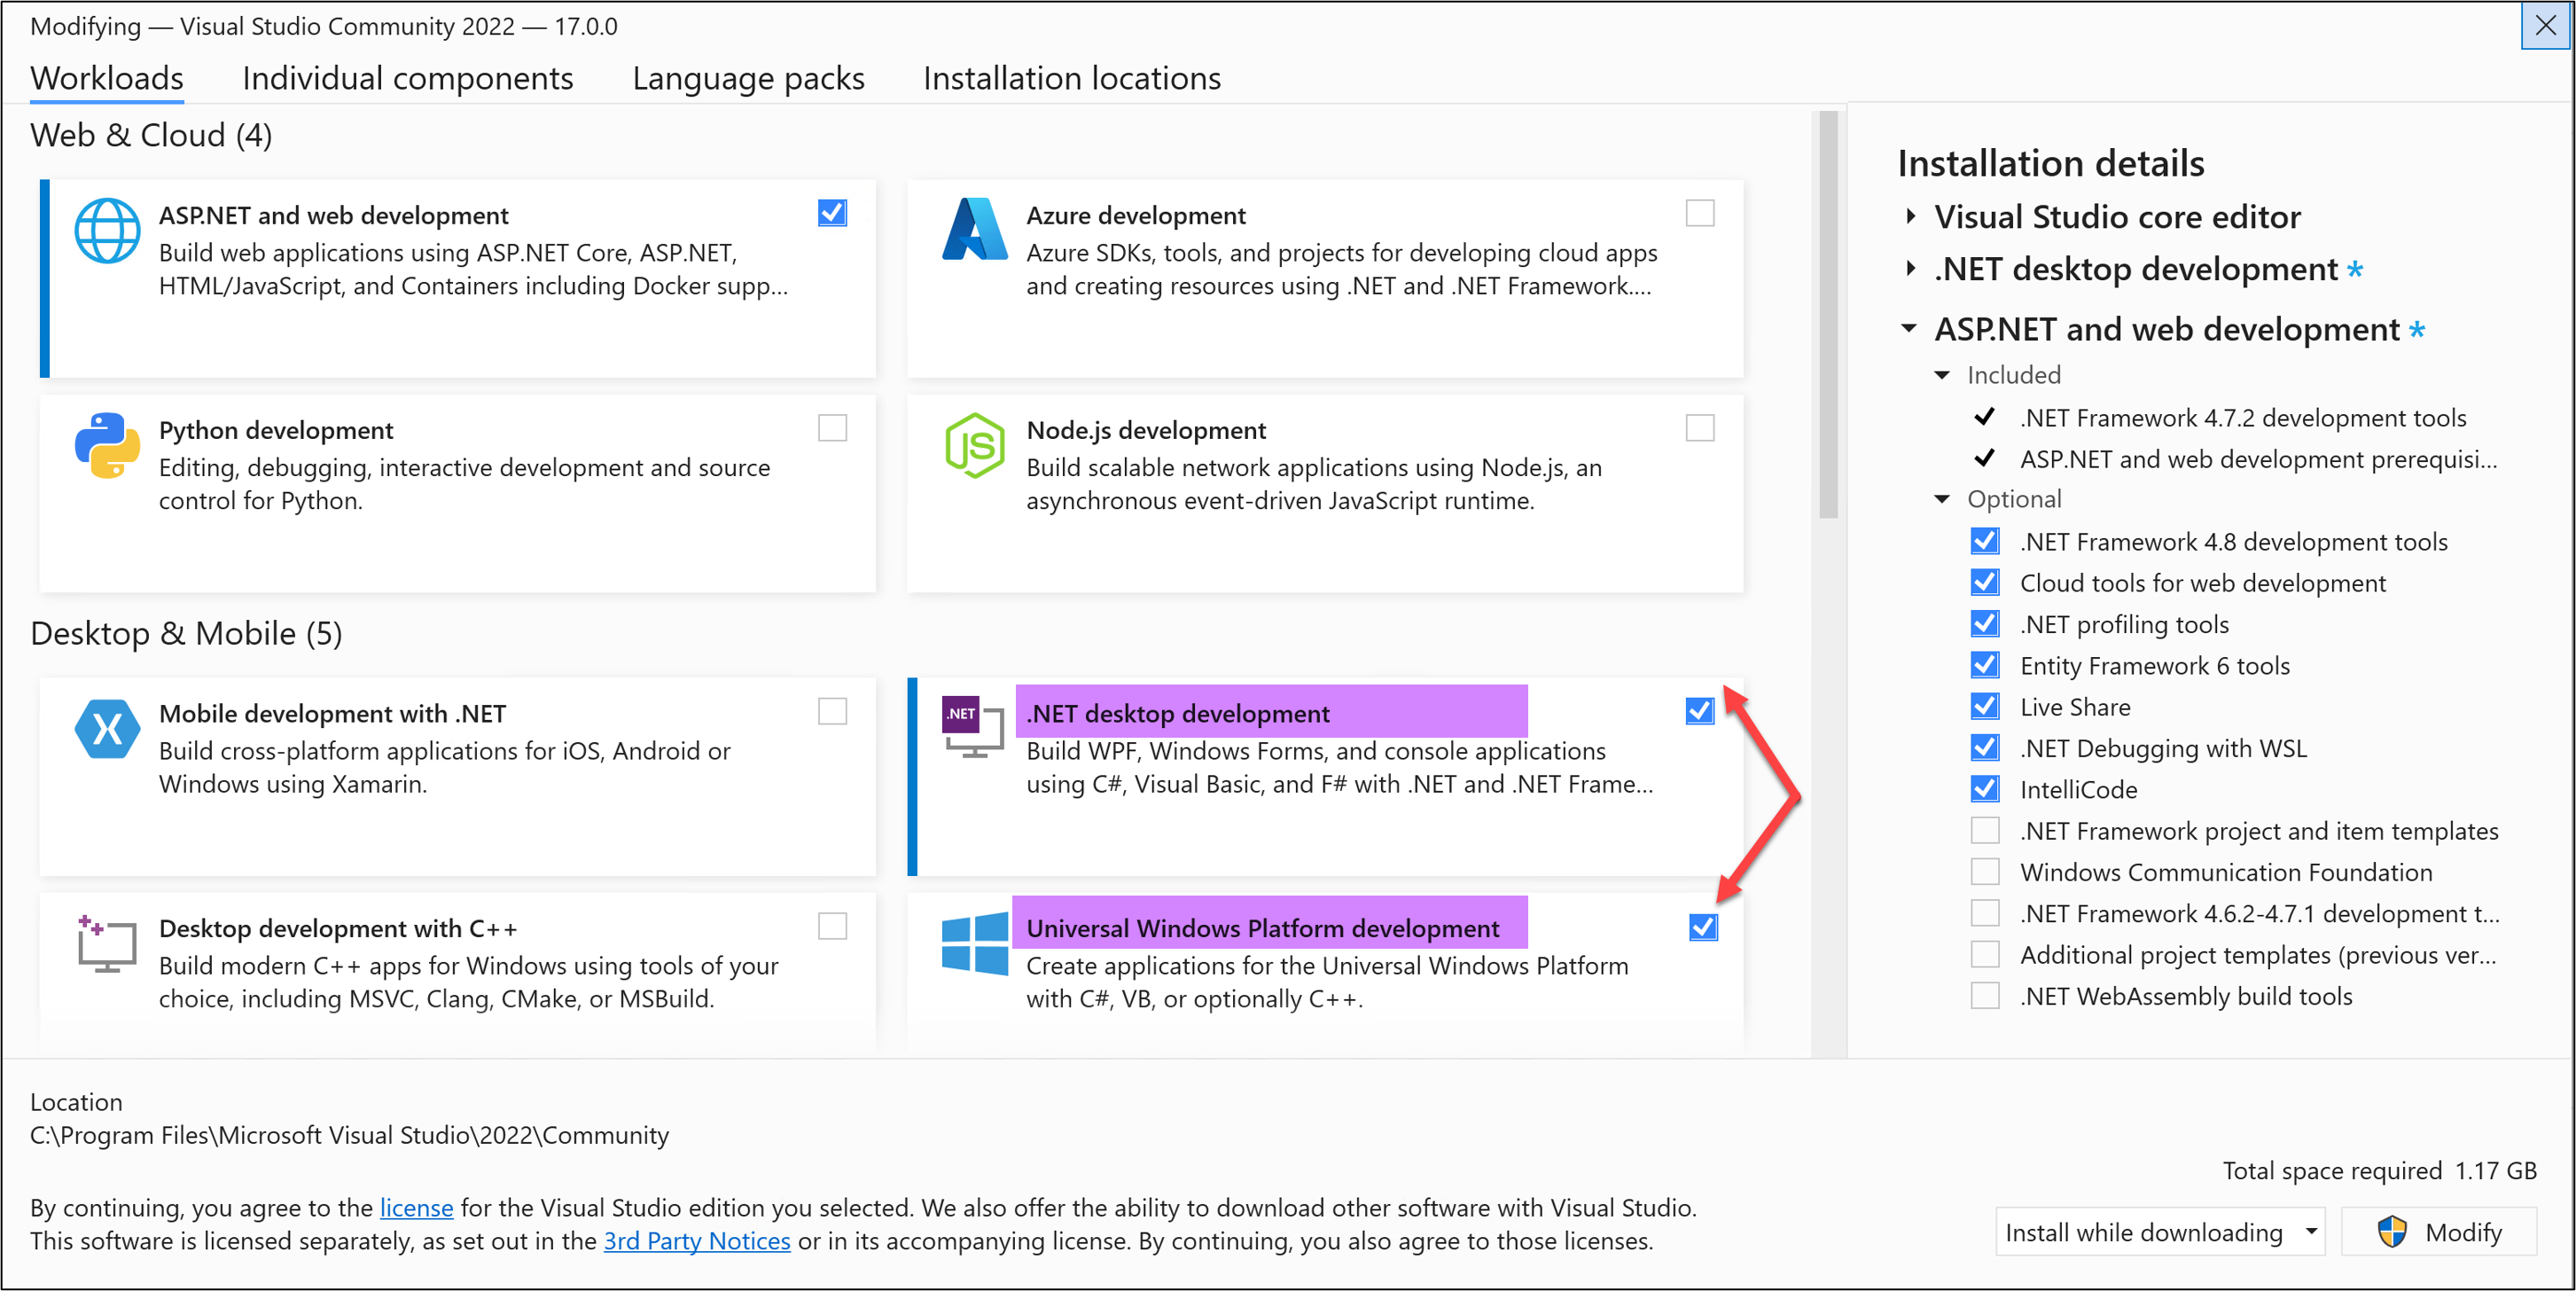 Modifying — Visual Studio Community 2022 — 17.0.0
Workloads
Individual components
Language packs
Installation locations
Web & Cloud (4)
ASP.NET and web development
Build web applications using ASP.NET Core, ASP.NET,
HTML/JavaScript, and Containers including Docker supp...
Azure development
Azure SDKs, tools, and projects for developing cloud apps
and creating resources using .NET and .NET Framework....
Python development
Editing, debugging, interactive development and source
control for Python.
JS
Node.js development
Build scalable network applications using Node.js, an
asynchronous event-driven JavaScript runtime.
Desktop & Mobile (5)
Mobile development with .NET
Build cross-platform applications for iOS, Android or
Windows using Xamarin.
.NET
.NET desktop development
Build WPF, Windows Forms, and console applications
using C#, Visual Basic, and F# with .NET and .NET Frame...
Desktop development with C++
Build modern C++ apps for Windows using tools of your
choice, including MSVC, Clang, CMake, or MSBuild.
Universal Windows Platform development
Create applications for the Universal Windows Platform
with C#, VB, or optionally C++.
Installation details
Visual Studio core editor
.NET desktop development *
ASP.NET and web development *
Included
.NET Framework 4.7.2 development tools
ASP.NET and web development prerequisi...
Optional
.NET Framework 4.8 development tools
Cloud tools for web development
.NET profiling tools
Entity Framework 6 tools
Live Share
.NET Debugging with WSL
IntelliCode
.NET Framework project and item templates
Windows Communication Foundation
.NET Framework 4.6.2-4.7.1 development t...
Additional project templates (previous ver...
.NET WebAssembly build tools
Location
C:\Program Files\Microsoft Visual Studio\2022\Community
By continuing, you agree to the license for the Visual Studio edition you selected. We also offer the ability to download other software with Visual Studio.
This software is licensed separately, as set out in the 3rd Party Notices or in its accompanying license. By continuing, you also agree to those licenses.
Total space required 1.17 GB
Install while downloading
Modify